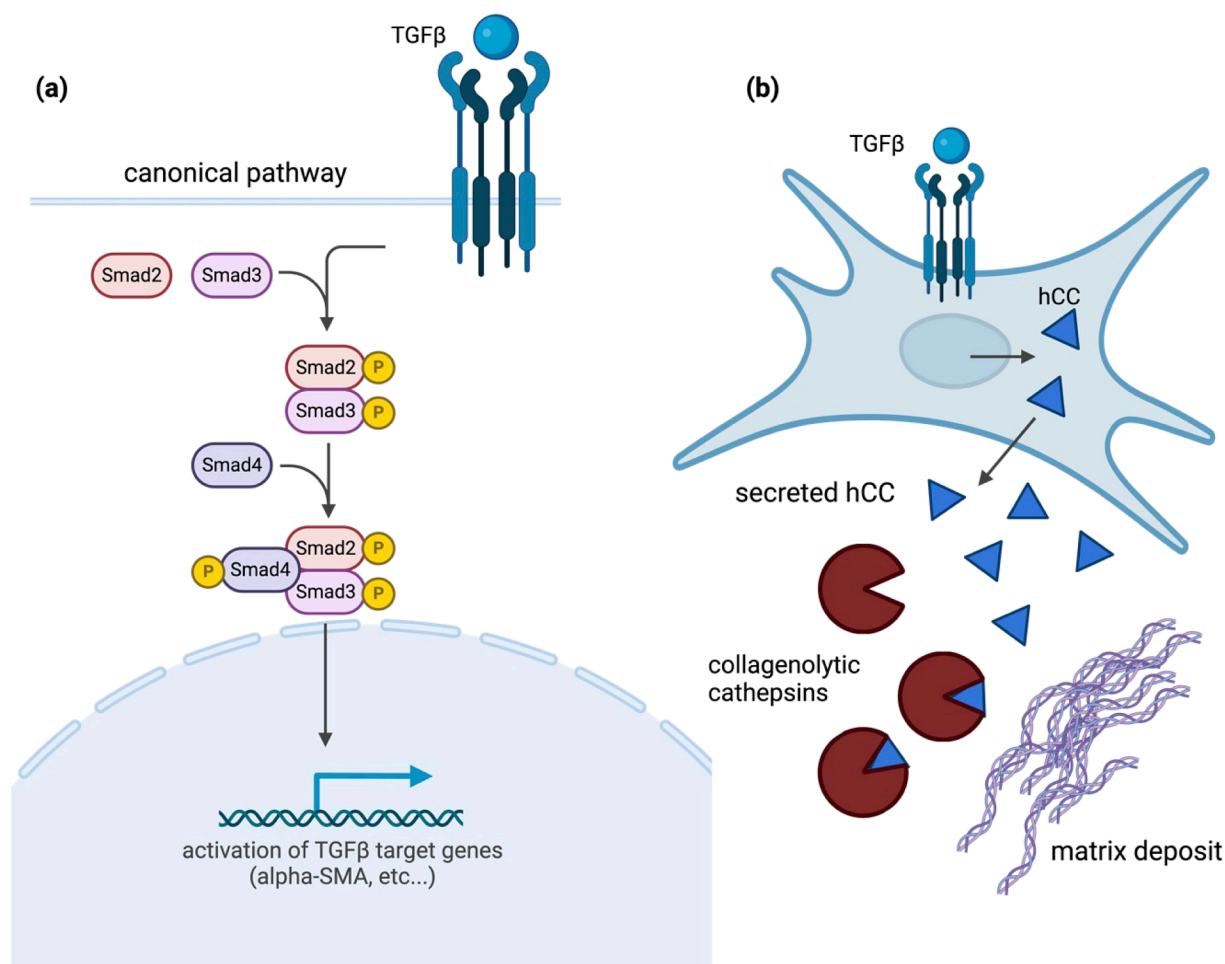 (a)
TGFβ
canonical pathway
Smad2
Smad3
Smad2
P
Smad3
P
Smad4
Smad2
P
P
Smad4
Smad3
P
activation of TGFβ target genes
(alpha-SMA, etc...)
(b)
TGFβ
hCC
secreted hCC
collagenolytic
cathepsins
matrix deposit